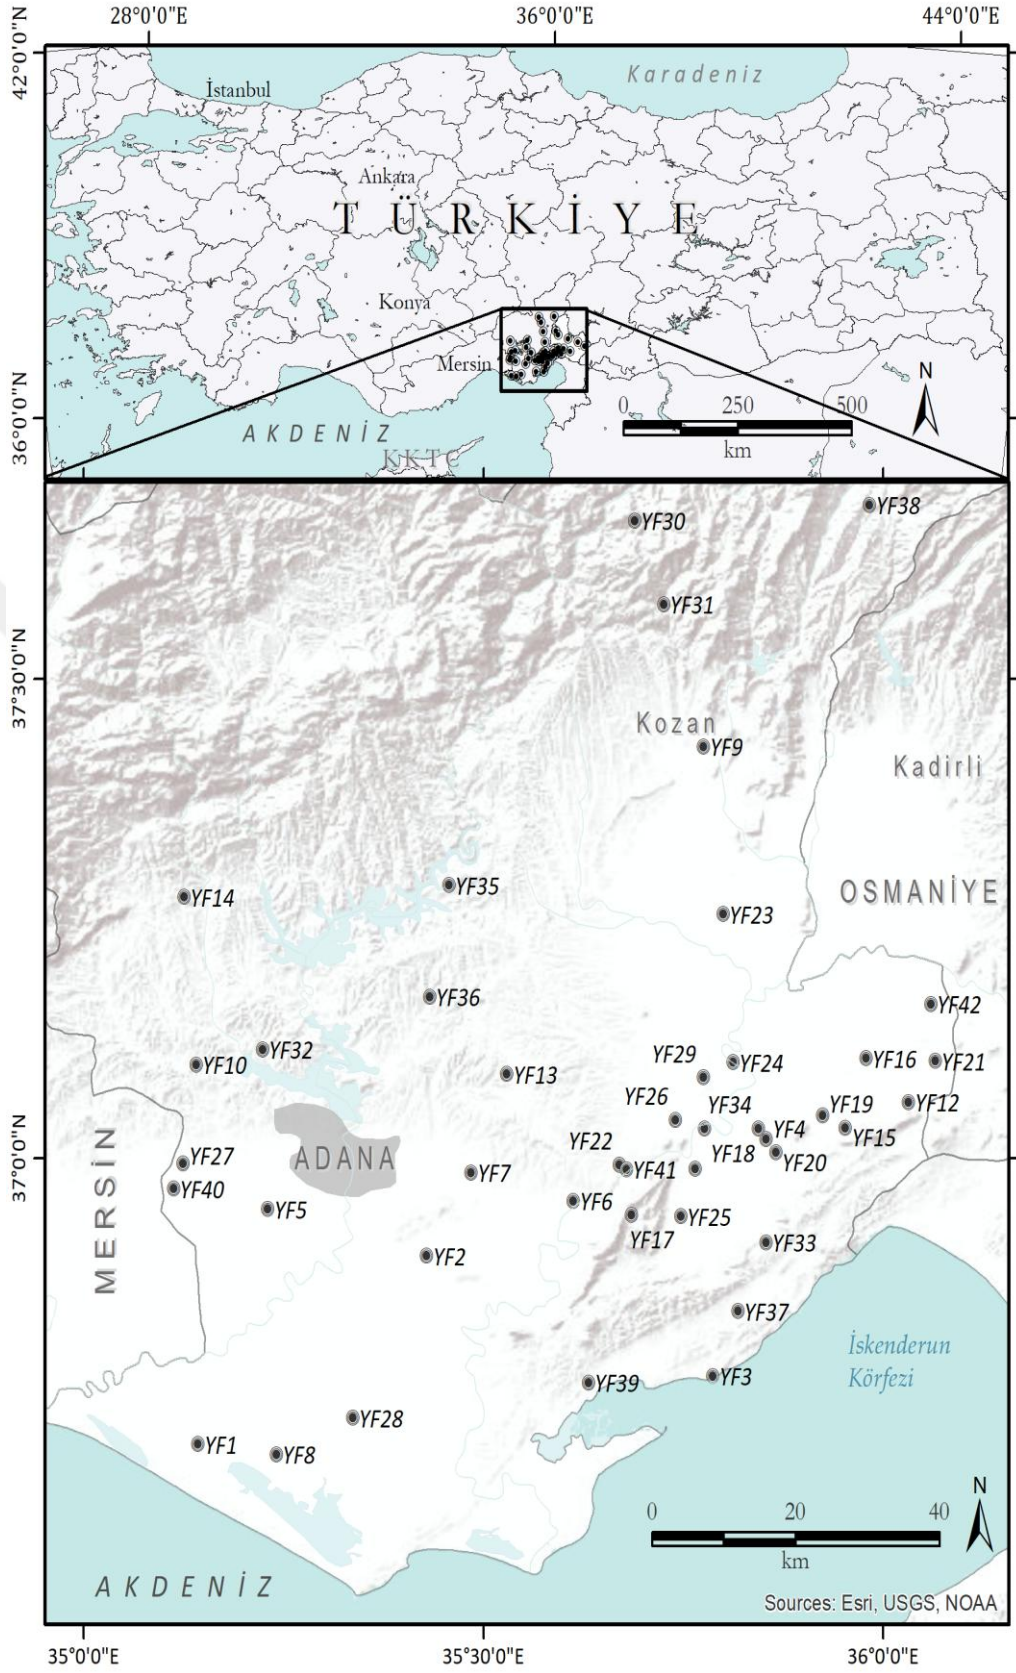 28°0'0"E 36°0'0"E 44°0'0"E
42°0'0"N
Karadeniz
İstanbul
Ankara
TÜRKİYE
Konya
Mersin
N
0 250 500
km
36°0'0"N
AKDENİZ
KKTC
YF38
YF30
YF31
37°30'0"N
Kozan
YF9
Kadirli
YF35
OSMANİYE
YF14
YF23
YF36
YF42
YF32
YF29
YF24
YF16
YF21
YF10
YF13
YF26
YF34
YF19
YF12
YF4
YF15
YF22
YF18
YF20
37°0'0"N
MERSİN
ADANA
YF27
YF7
YF41
YF40
YF6
YF5
YF25
YF17
YF33
YF2
YF37
İskenderun
Körfezi
YF39
YF3
YF28
YF1
YF8
N
0 20 40
km
AKDENİZ
Sources: Esri, USGS, NOAA
35°0'0"E 35°30'0"E 36°0'0"E